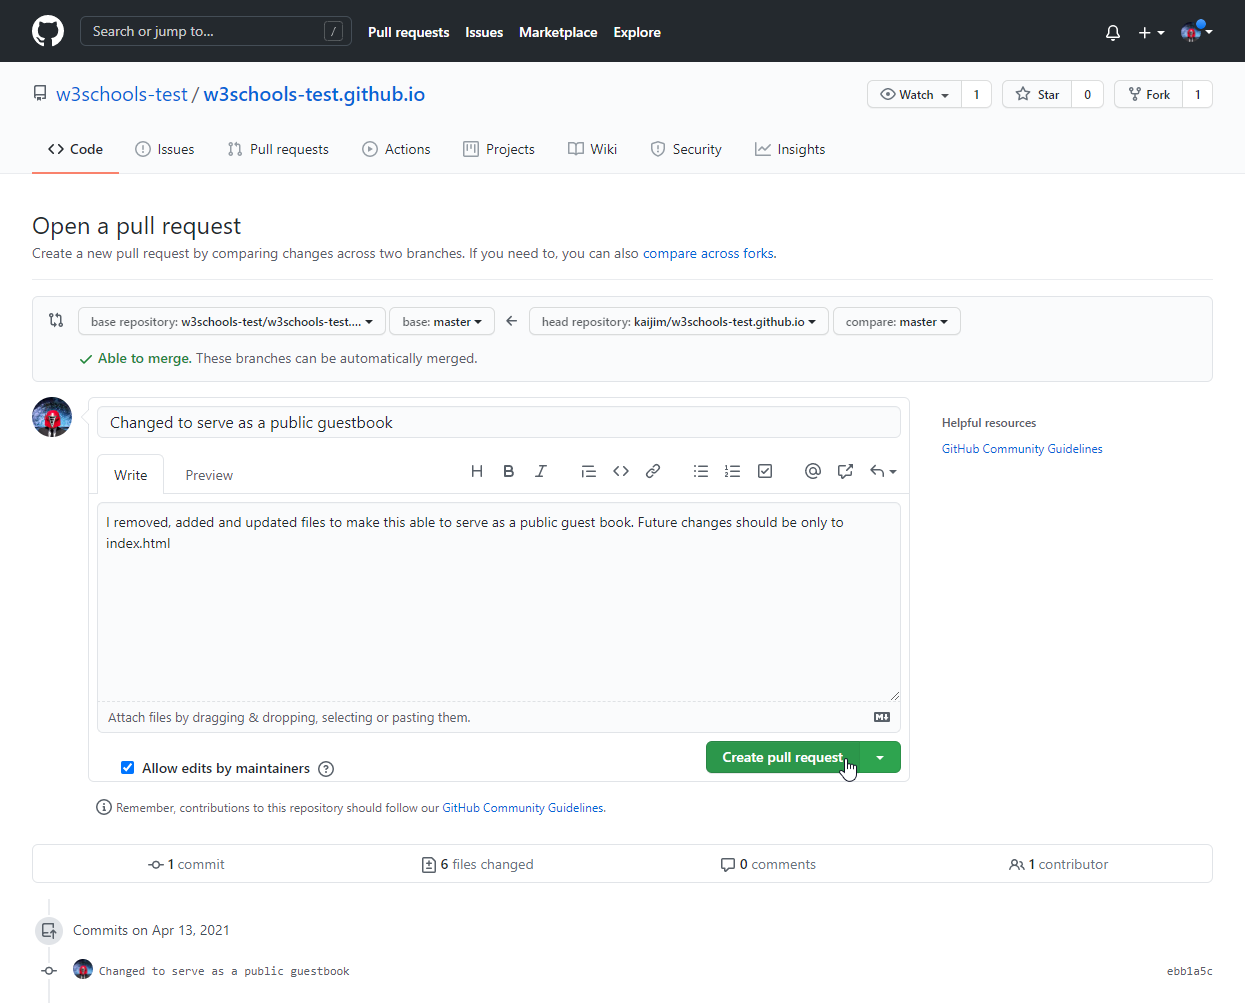 Search or jump to... /
Pull requests Issues Marketplace Explore
w3schools-test / w3schools-test.github.io
Watch 1 Star 0 Fork 1
Code Issues Pull requests Actions Projects Wiki Security Insights
Open a pull request
Create a new pull request by comparing changes across two branches. If you need to, you can also compare across forks.
base repository: w3schools-test/w3schools-test.... base: master head repository: kaijim/w3schools-test.github.io compare: master
Able to merge. These branches can be automatically merged.
Changed to serve as a public guestbook
Helpful resources
GitHub Community Guidelines
Write Preview
I removed, added and updated files to make this able to serve as a public guest book. Future changes should be only to
index.html
Attach files by dragging & dropping, selecting or pasting them.
Allow edits by maintainers
Create pull request
Remember, contributions to this repository should follow our GitHub Community Guidelines.
1 commit 6 files changed 0 comments 1 contributor
Commits on Apr 13, 2021
Changed to serve as a public guestbook ebb1a5c